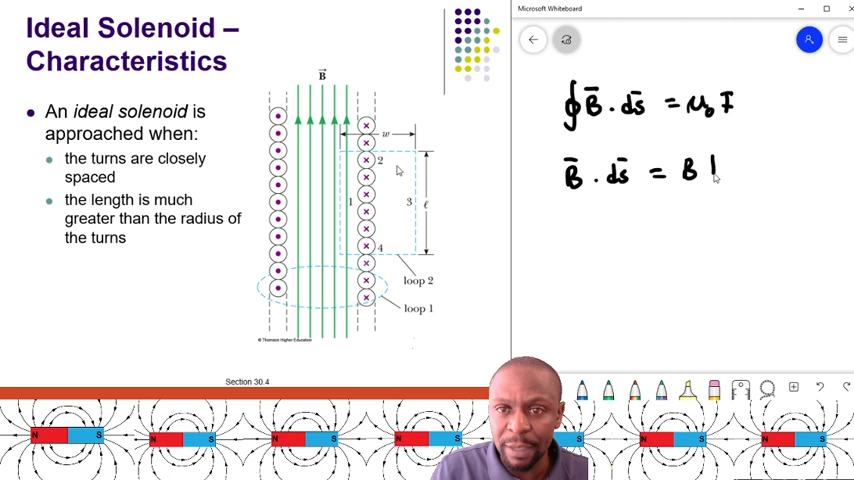 Ideal Solenoid –
Characteristics
An ideal solenoid is
approached when:
the turns are closely
spaced
the length is much
greater than the radius of
the turns
B
w
2
1
3
ℓ
4
loop 2
loop 1
© Thomson Higher Education
Section 30.4
Microsoft Whiteboard
∮B̄ . ds̄ = μ₀ I
B̄ . ds̄ = B l
N S
N S
N S
N S
N S
N S